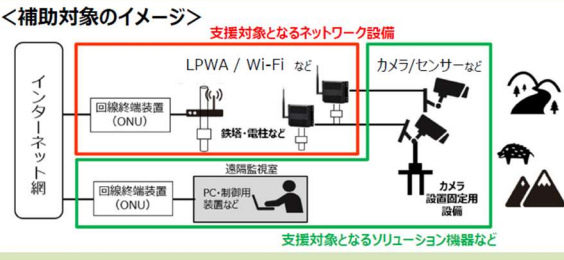 ＜補助対象のイメージ＞
支援対象となるネットワーク設備
LPWA / Wi-Fi など
カメラ/センサーなど
インターネット網
回線終端装置
(ONU)
鉄塔・電柱など
遠隔監視室
回線終端装置
(ONU)
PC・制御用
装置など
カメラ
設置固定用
設備
支援対象となるソリューション機器など